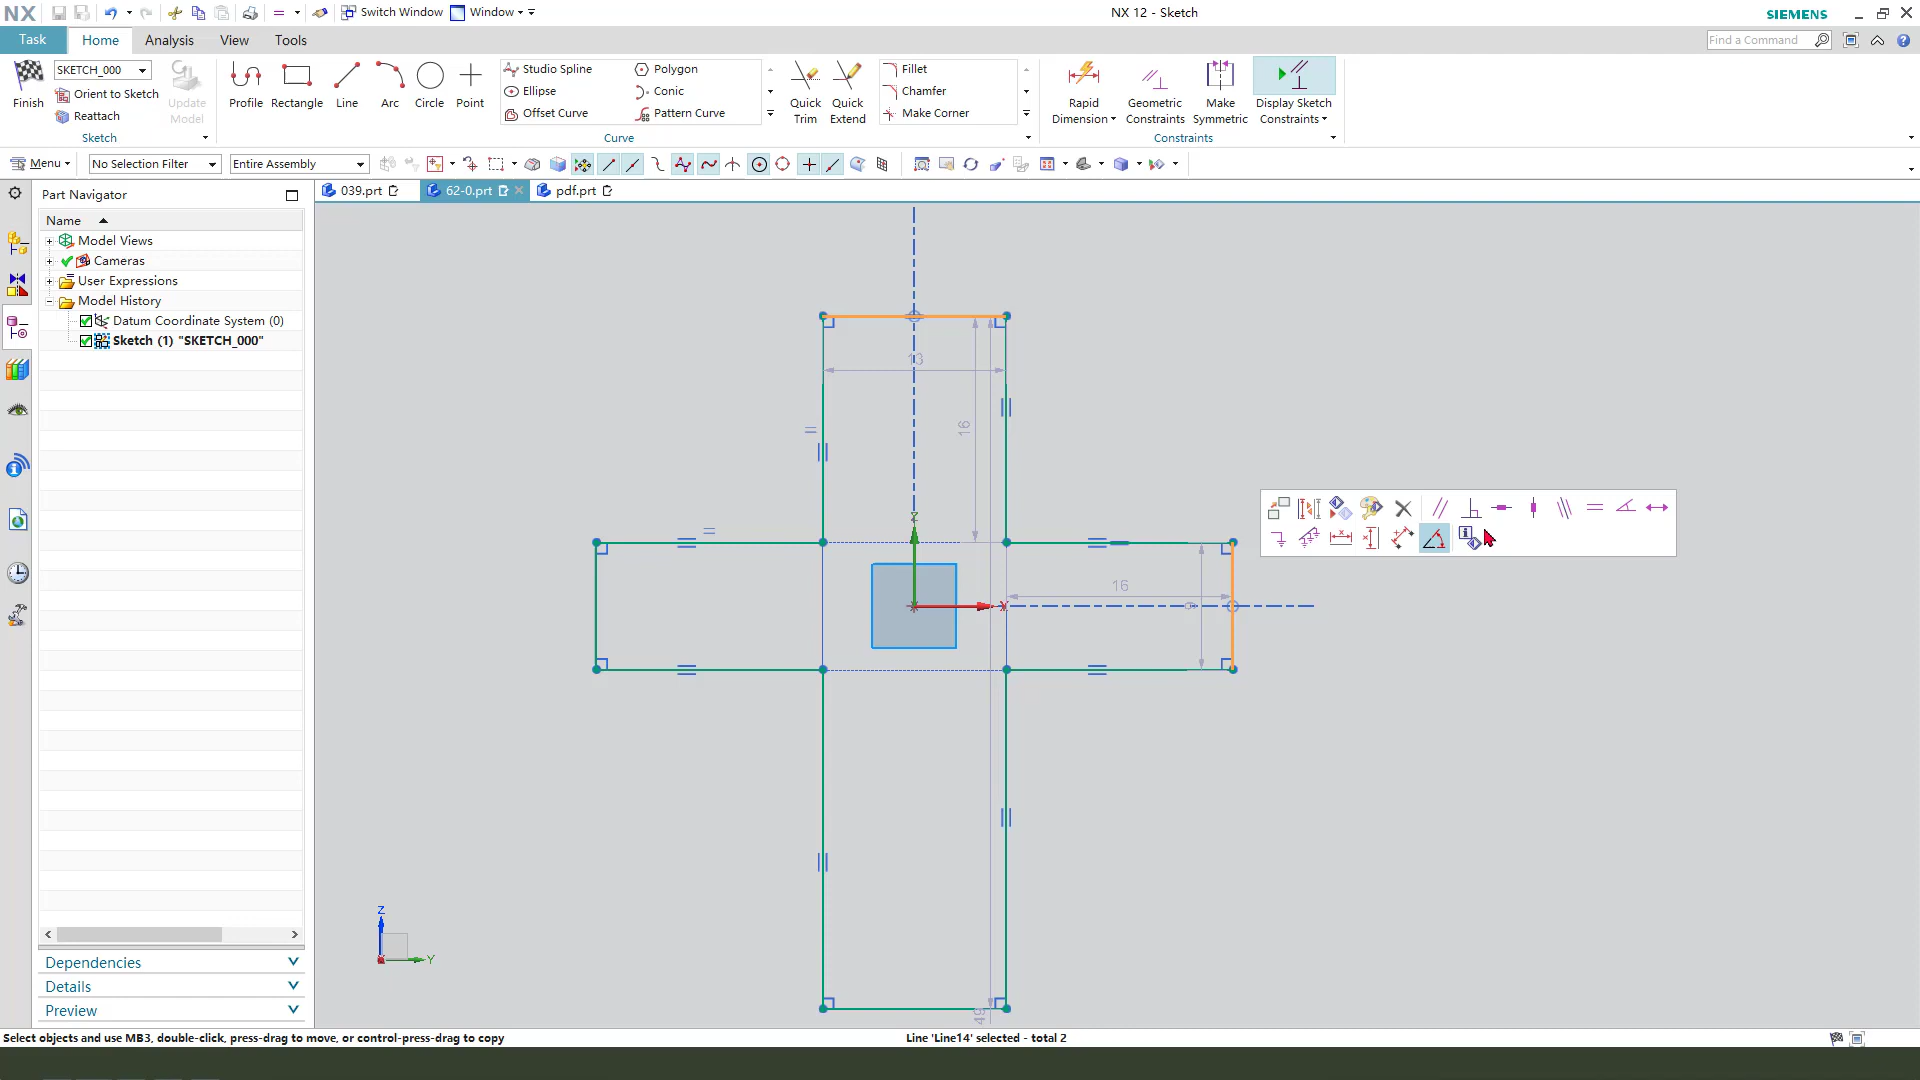 NX
Switch Window
Window
NX 12 - Sketch
SIEMENS
Task
Home
Analysis
View
Tools
Find a Command
Finish
SKETCH_000
Orient to Sketch
Reattach
Update
Model
Profile
Rectangle
Line
Arc
Circle
Point
Studio Spline
Ellipse
Offset Curve
Polygon
Conic
Pattern Curve
Quick
Trim
Quick
Extend
Fillet
Chamfer
Make Corner
Rapid
Dimension
Geometric
Constraints
Make
Symmetric
Display Sketch
Constraints
Sketch
Curve
Constraints
Menu
No Selection Filter
Entire Assembly
Part Navigator
039.prt
62-0.prt
pdf.prt
Name
Model Views
Cameras
User Expressions
Model History
Datum Coordinate System (0)
Sketch (1) "SKETCH_000"
13
16
Z
16
9
X
49
Z
Y
Dependencies
Details
Preview
Select objects and use MB3, double-click, press-drag to move, or control-press-drag to copy
Line 'Line14' selected - total 2